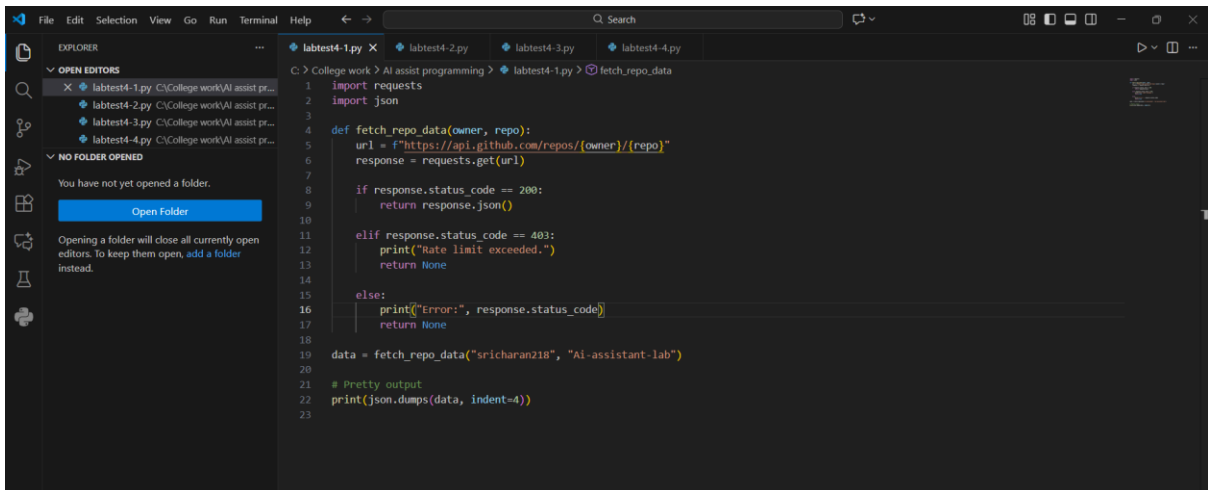 File Edit Selection View Go Run Terminal Help
Search
EXPLORER
OPEN EDITORS
labtest4-1.py C:\College work\AI assist pr...
labtest4-2.py C:\College work\AI assist pr...
labtest4-3.py C:\College work\AI assist pr...
labtest4-4.py C:\College work\AI assist pr...
NO FOLDER OPENED
You have not yet opened a folder.
Open Folder
Opening a folder will close all currently open
editors. To keep them open, add a folder
instead.
labtest4-1.py labtest4-2.py labtest4-3.py labtest4-4.py
C: > College work > AI assist programming > labtest4-1.py > fetch_repo_data
1 import requests
2 import json
3
4 def fetch_repo_data(owner, repo):
5     url = f"https://api.github.com/repos/{owner}/{repo}"
6     response = requests.get(url)
7
8     if response.status_code == 200:
9         return response.json()
10
11     elif response.status_code == 403:
12         print("Rate limit exceeded.")
13         return None
14
15     else:
16         print("Error:", response.status_code)
17         return None
18
19 data = fetch_repo_data("sricharan218", "Ai-assistant-lab")
20
21 # Pretty output
22 print(json.dumps(data, indent=4))
23